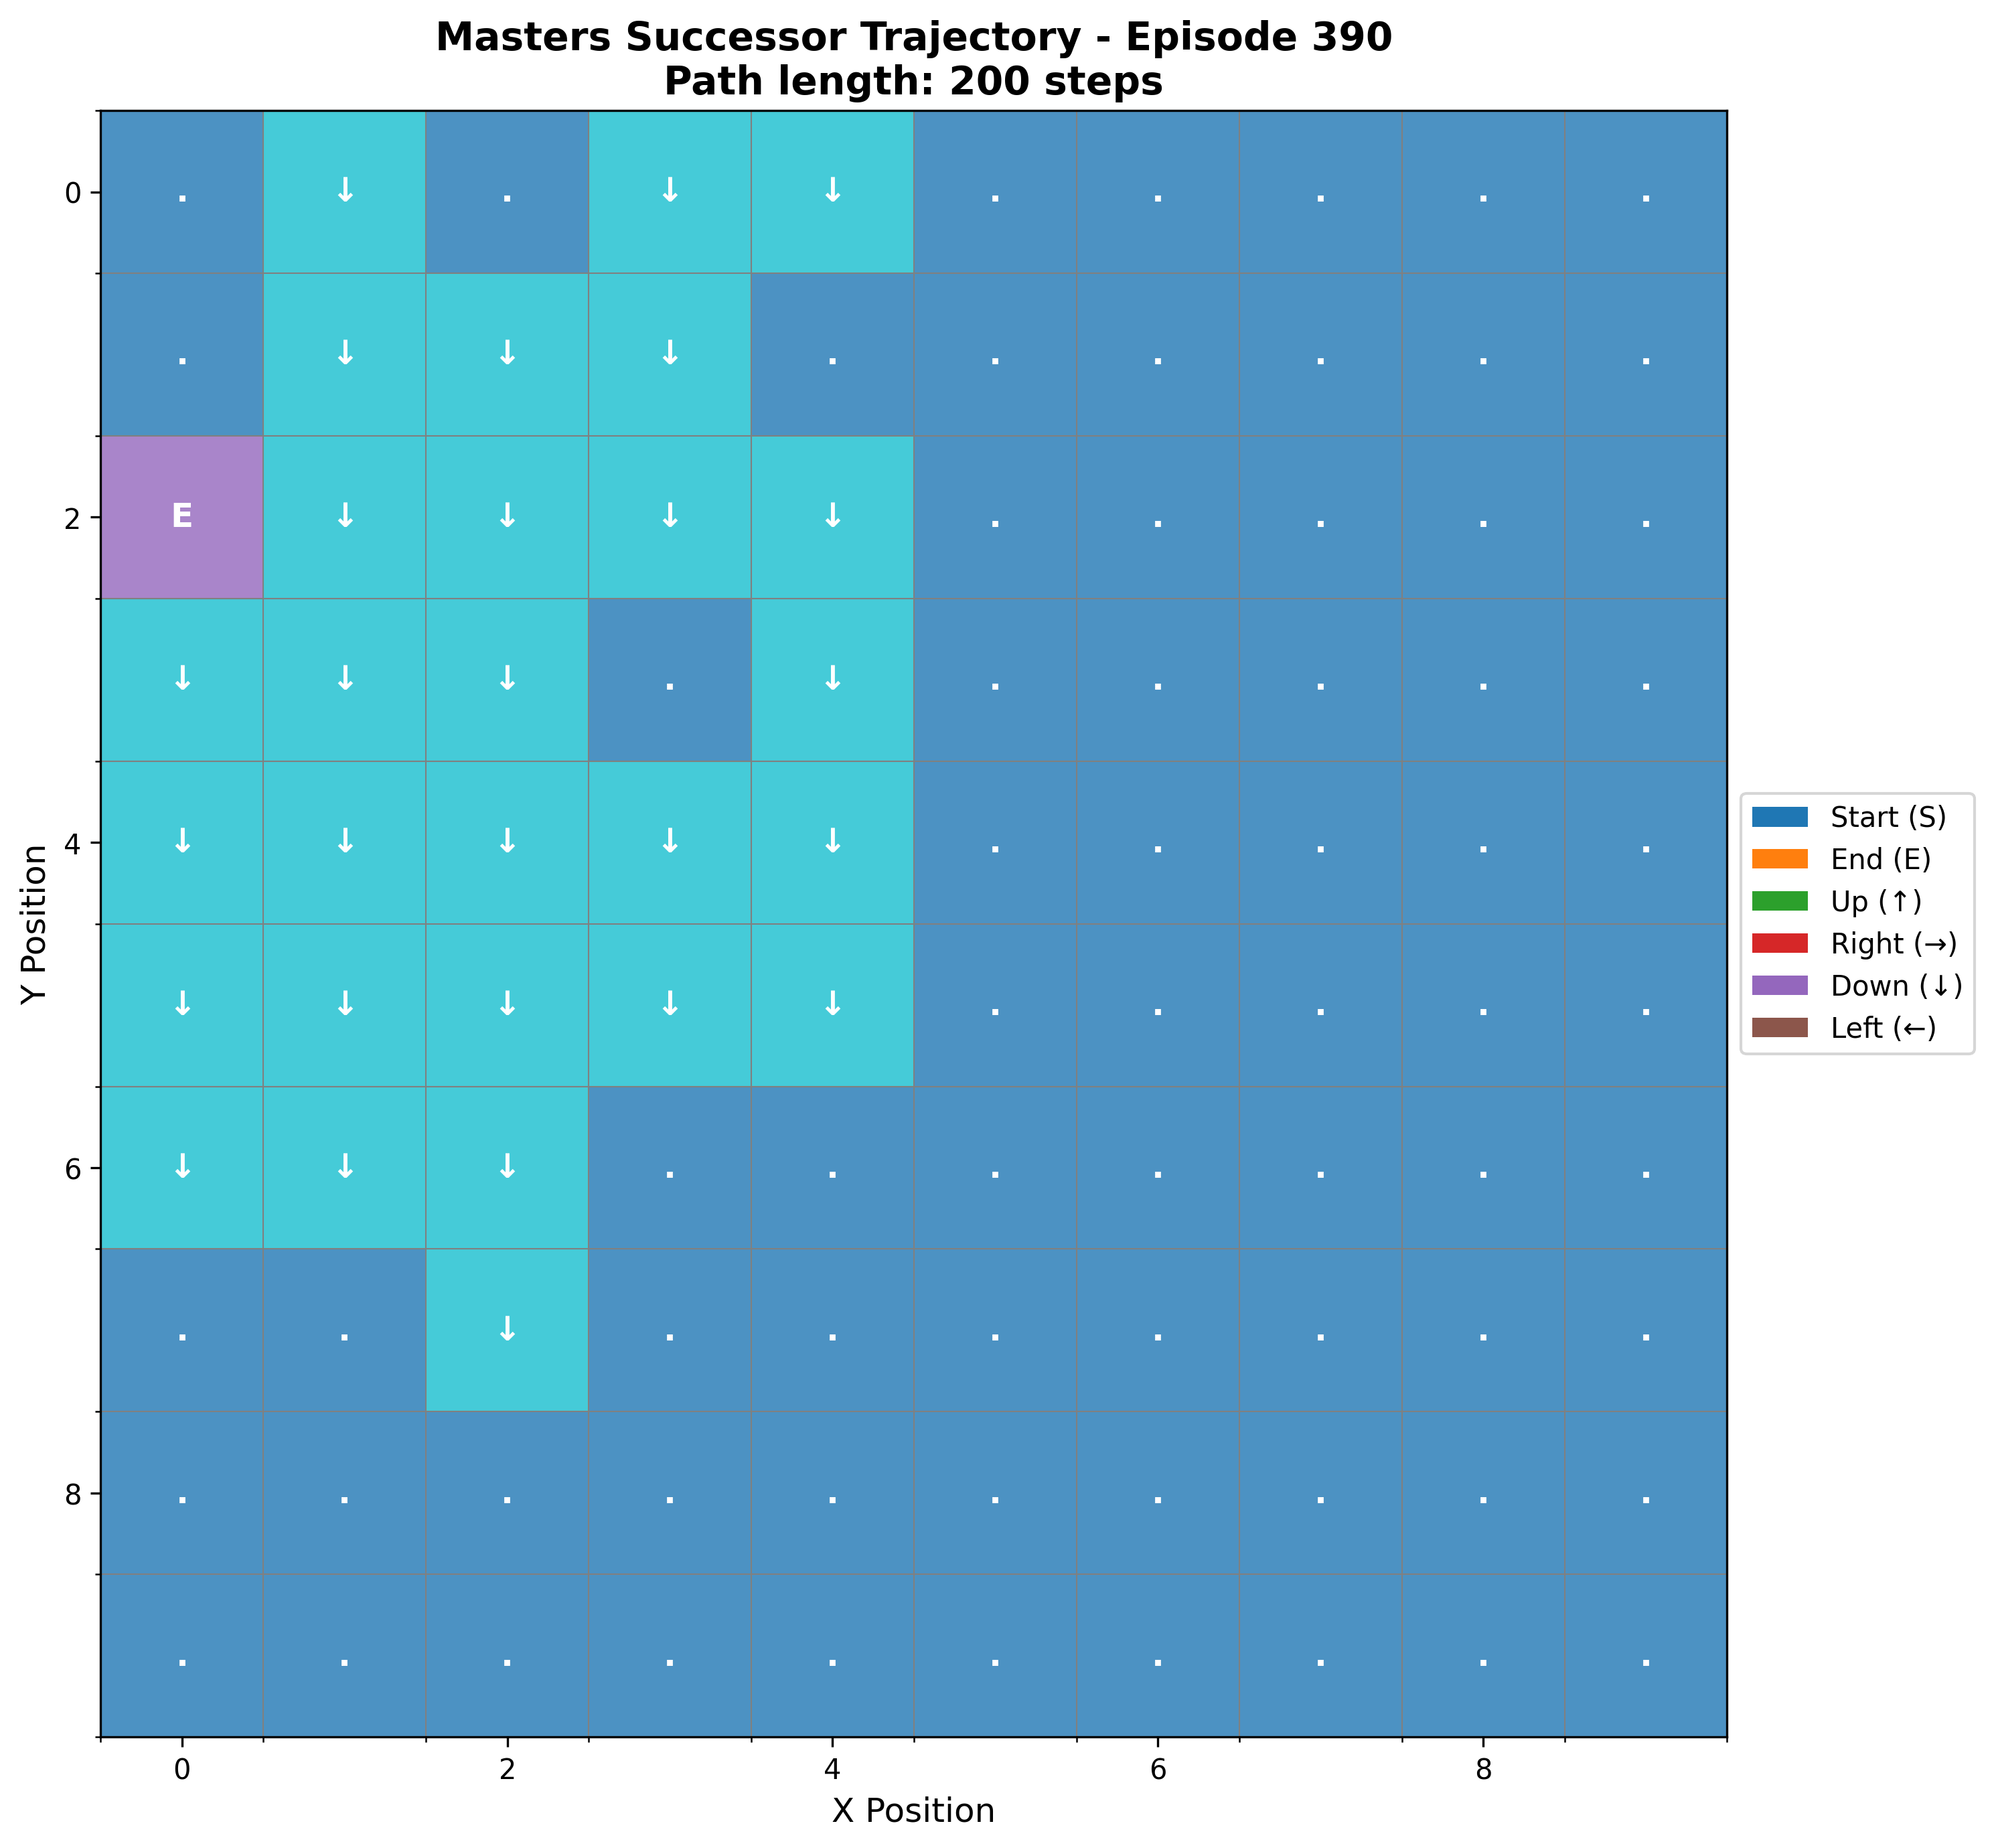 Masters Successor Trajectory - Episode 390
Path length: 200 steps
0 . ↓ . ↓ ↓ . . . . .
. ↓ ↓ ↓ . . . . . .
2 E ↓ ↓ ↓ ↓ . . . . .
↓ ↓ ↓ . ↓ . . . . .
4 ↓ ↓ ↓ ↓ ↓ . . . . .
↓ ↓ ↓ ↓ ↓ . . . . .
6 ↓ ↓ ↓ . . . . . . .
. . ↓ . . . . . . .
8 . . . . . . . . . .
. . . . . . . . . .
0 2 4 6 8
X Position
Y Position
Start (S)
End (E)
Up (↑)
Right (→)
Down (↓)
Left (←)